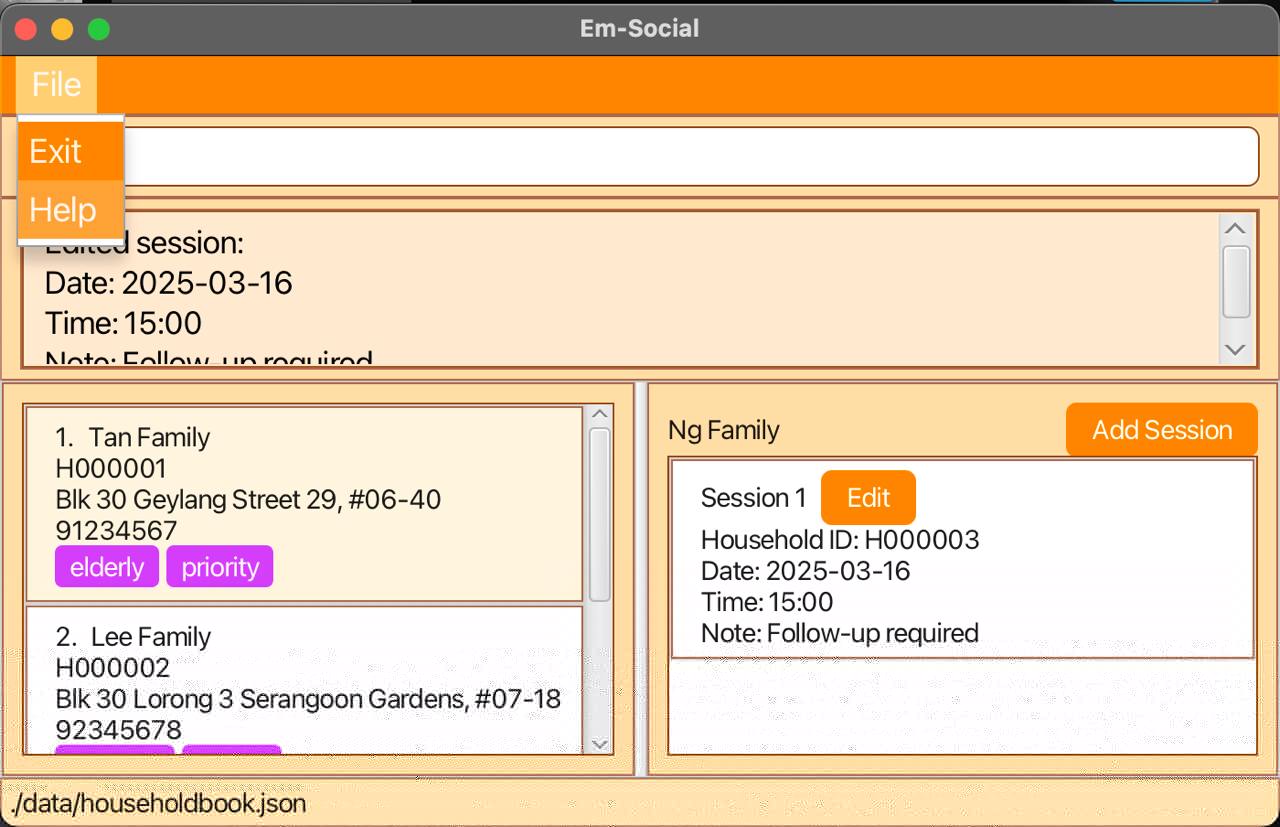 Em-Social
File
Exit
Help
Edited session:
Date: 2025-03-16
Time: 15:00
Note: Follow-up required
1. Tan Family
H000001
Blk 30 Geylang Street 29, #06-40
91234567
elderly priority
2. Lee Family
H000002
Blk 30 Lorong 3 Serangoon Gardens, #07-18
92345678
Ng Family
Add Session
Session 1 Edit
Household ID: H000003
Date: 2025-03-16
Time: 15:00
Note: Follow-up required
./data/householdbook.json